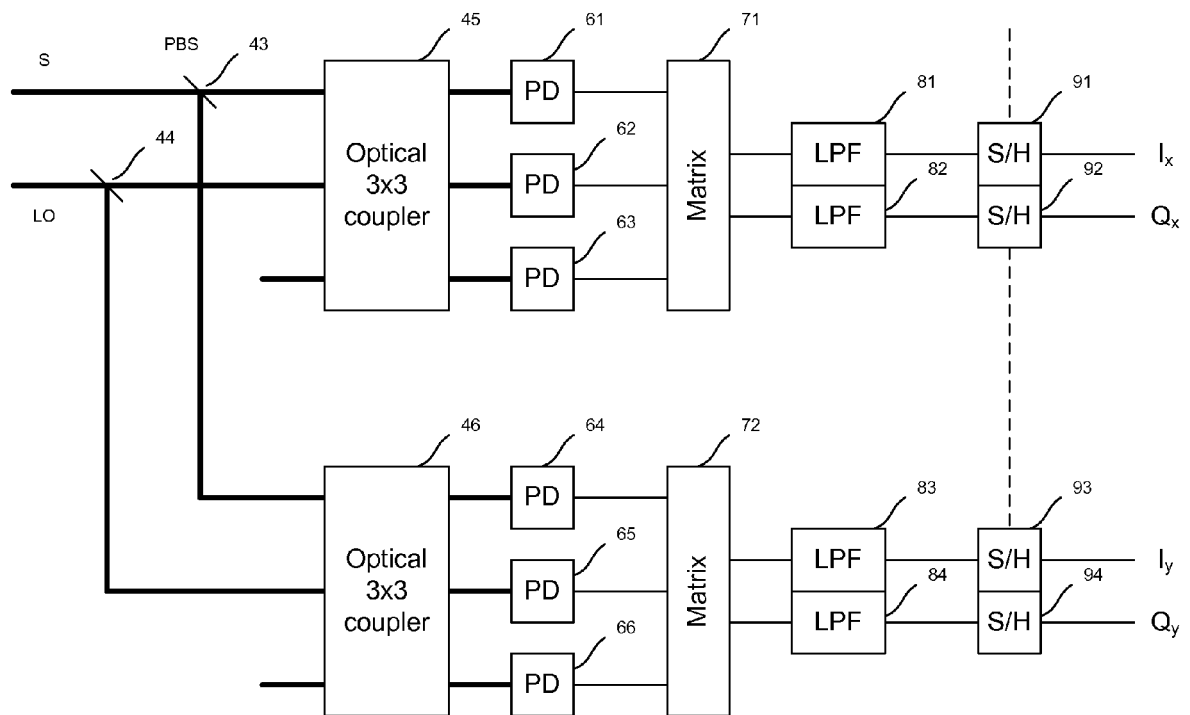 S
PBS
43
45
61
71
PD
81
91
44
62
Optical
3x3
coupler
PD
Matrix
LPF
82
S/H
92
Ix
LO
63
LPF
S/H
Qx
PD
46
64
72
PD
83
93
65
Optical
3x3
coupler
PD
Matrix
LPF
84
S/H
94
Iy
66
LPF
S/H
Qy
PD